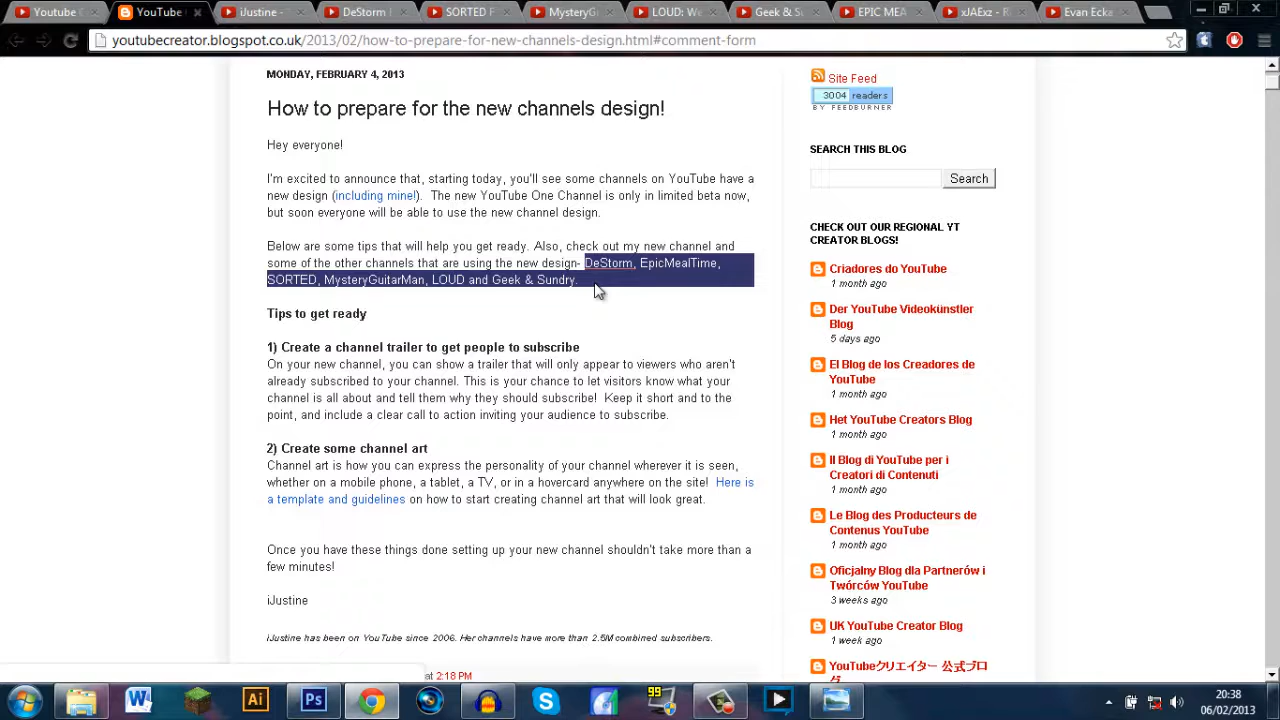 YouTube
YouTube
iJustine -
DeStorm
SORTED F
MysteryG
LOUD: We
Geek & Su
EPIC MEA
xJAExz - R
Evan Ecka
youtubecreator.blogspot.co.uk/2013/02/how-to-prepare-for-new-channels-design.html#comment-form
MONDAY, FEBRUARY 4, 2013
How to prepare for the new channels design!
Hey everyone!
I'm excited to announce that, starting today, you'll see some channels on YouTube have a
new design (including mine!).  The new YouTube One Channel is only in limited beta now,
but soon everyone will be able to use the new channel design.
Below are some tips that will help you get ready. Also, check out my new channel and
some of the other channels that are using the new design- DeStorm, EpicMealTime,
SORTED, MysteryGuitarMan, LOUD and Geek & Sundry.
Tips to get ready
1) Create a channel trailer to get people to subscribe
On your new channel, you can show a trailer that will only appear to viewers who aren't
already subscribed to your channel. This is your chance to let visitors know what your
channel is all about and tell them why they should subscribe!  Keep it short and to the
point, and include a clear call to action inviting your audience to subscribe.
2) Create some channel art
Channel art is how you can express the personality of your channel wherever it is seen,
whether on a mobile phone, a tablet, a TV, or in a hovercard anywhere on the site!  Here is
a template and guidelines on how to start creating channel art that will look great.
Once you have these things done setting up your new channel shouldn't take more than a
few minutes!
iJustine
iJustine has been on YouTube since 2006. Her channels have more than 2.5M combined subscribers.
at 2:18 PM
Site Feed
3004 readers
BY FEEDBURNER
SEARCH THIS BLOG
Search
CHECK OUT OUR REGIONAL YT
CREATOR BLOGS!
Criadores do YouTube
1 month ago
Der YouTube Videokünstler
Blog
5 days ago
El Blog de los Creadores de
YouTube
1 month ago
Het YouTube Creators Blog
1 month ago
Il Blog di YouTube per i
Creatori di Contenuti
1 month ago
Le Blog des Producteurs de
Contenus YouTube
1 month ago
Oficjalny Blog dla Partnerów i
Twórców YouTube
3 weeks ago
UK YouTube Creator Blog
1 week ago
YouTubeクリエイター 公式ブロ
グ
W
Ai
Ps
S
99
20:38
06/02/2013